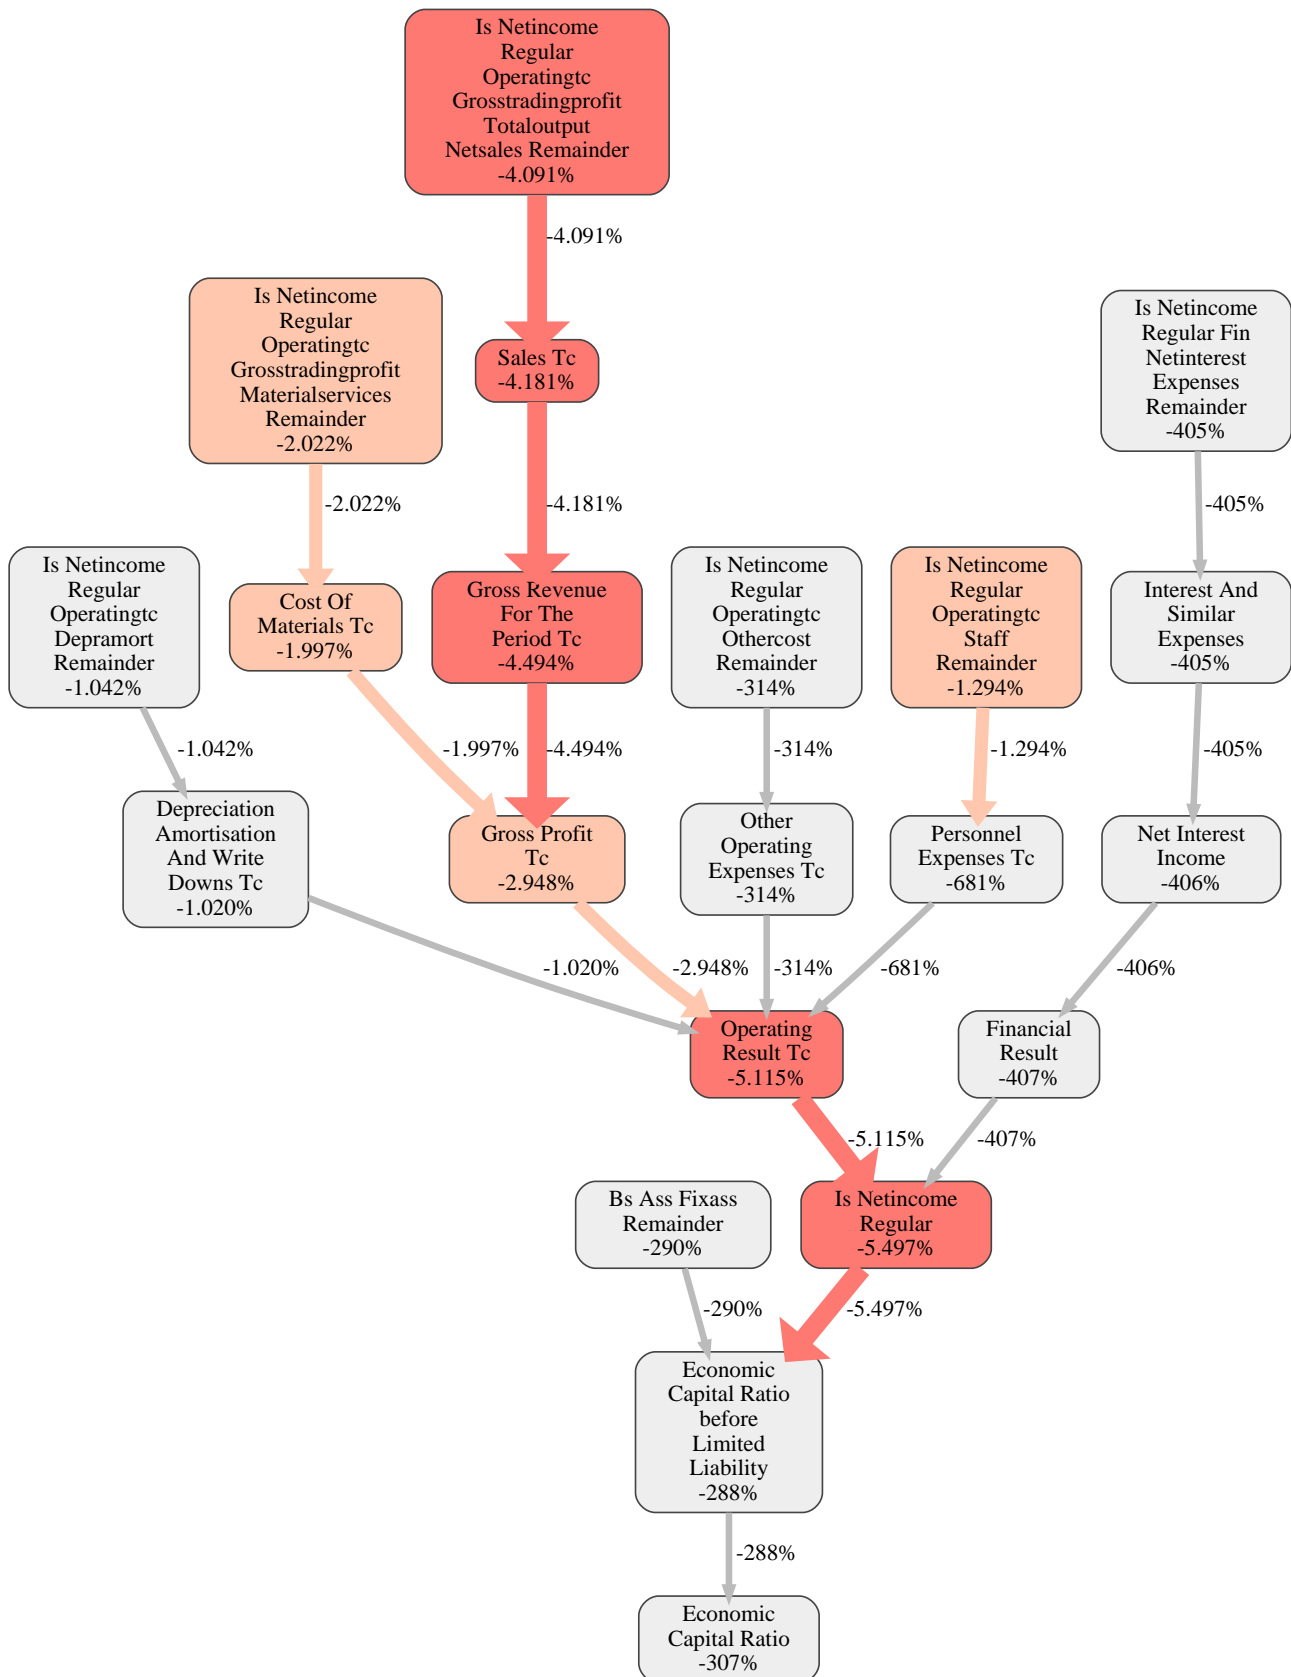 Is Netincome
Regular
Operatingtc
Grosstradingprofit
Totaloutput
Netsales Remainder
-4.091%
-4.091%
Is Netincome
Regular
Operatingtc
Grosstradingprofit
Materialservices
Remainder
-2.022%
Is Netincome
Regular Fin
Netinterest
Expenses
Remainder
-405%
Sales Tc
-4.181%
-2.022%
-4.181%
-405%
Is Netincome
Regular
Operatingtc
Depramort
Remainder
-1.042%
Cost Of
Materials Tc
-1.997%
Gross Revenue
For The
Period Tc
-4.494%
Is Netincome
Regular
Operatingtc
Othercost
Remainder
-314%
Is Netincome
Regular
Operatingtc
Staff
Remainder
-1.294%
Interest And
Similar
Expenses
-405%
-1.042%
-1.997%
-4.494%
-314%
-1.294%
-405%
Depreciation
Amortisation
And Write
Downs Tc
-1.020%
Gross Profit
Tc
-2.948%
Other
Operating
Expenses Tc
-314%
Personnel
Expenses Tc
-681%
Net Interest
Income
-406%
-1.020%
-2.948%
-314%
-681%
-406%
Operating
Result Tc
-5.115%
Financial
Result
-407%
-5.115%
-407%
Bs Ass Fixass
Remainder
-290%
Is Netincome
Regular
-5.497%
-290%
-5.497%
Economic
Capital Ratio
before
Limited
Liability
-288%
-288%
Economic
Capital Ratio
-307%